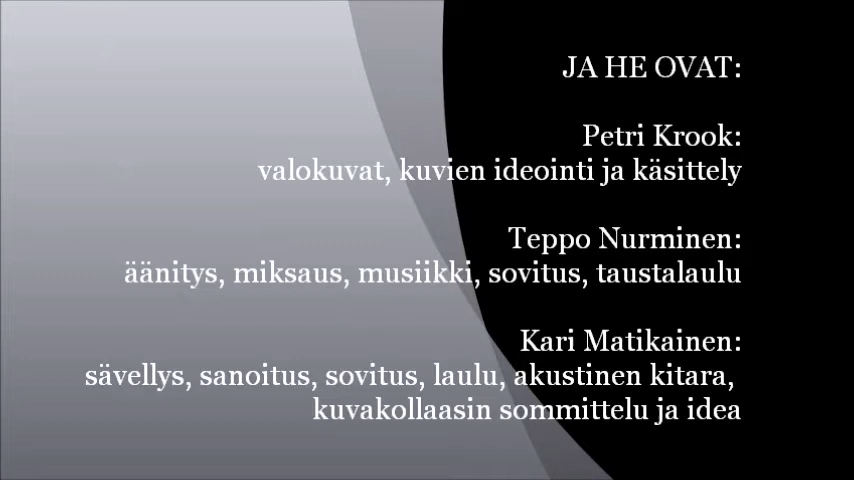 JA HE OVAT:
Petri Krook:
valokuvat, kuvien ideointi ja käsittely
Teppo Nurminen:
äänitys, miksaus, musiikki, sovitus, taustalaulu
Kari Matikainen:
sävellys, sanoitus, sovitus, laulu, akustinen kitara,
kuvakollaasin sommittelu ja idea